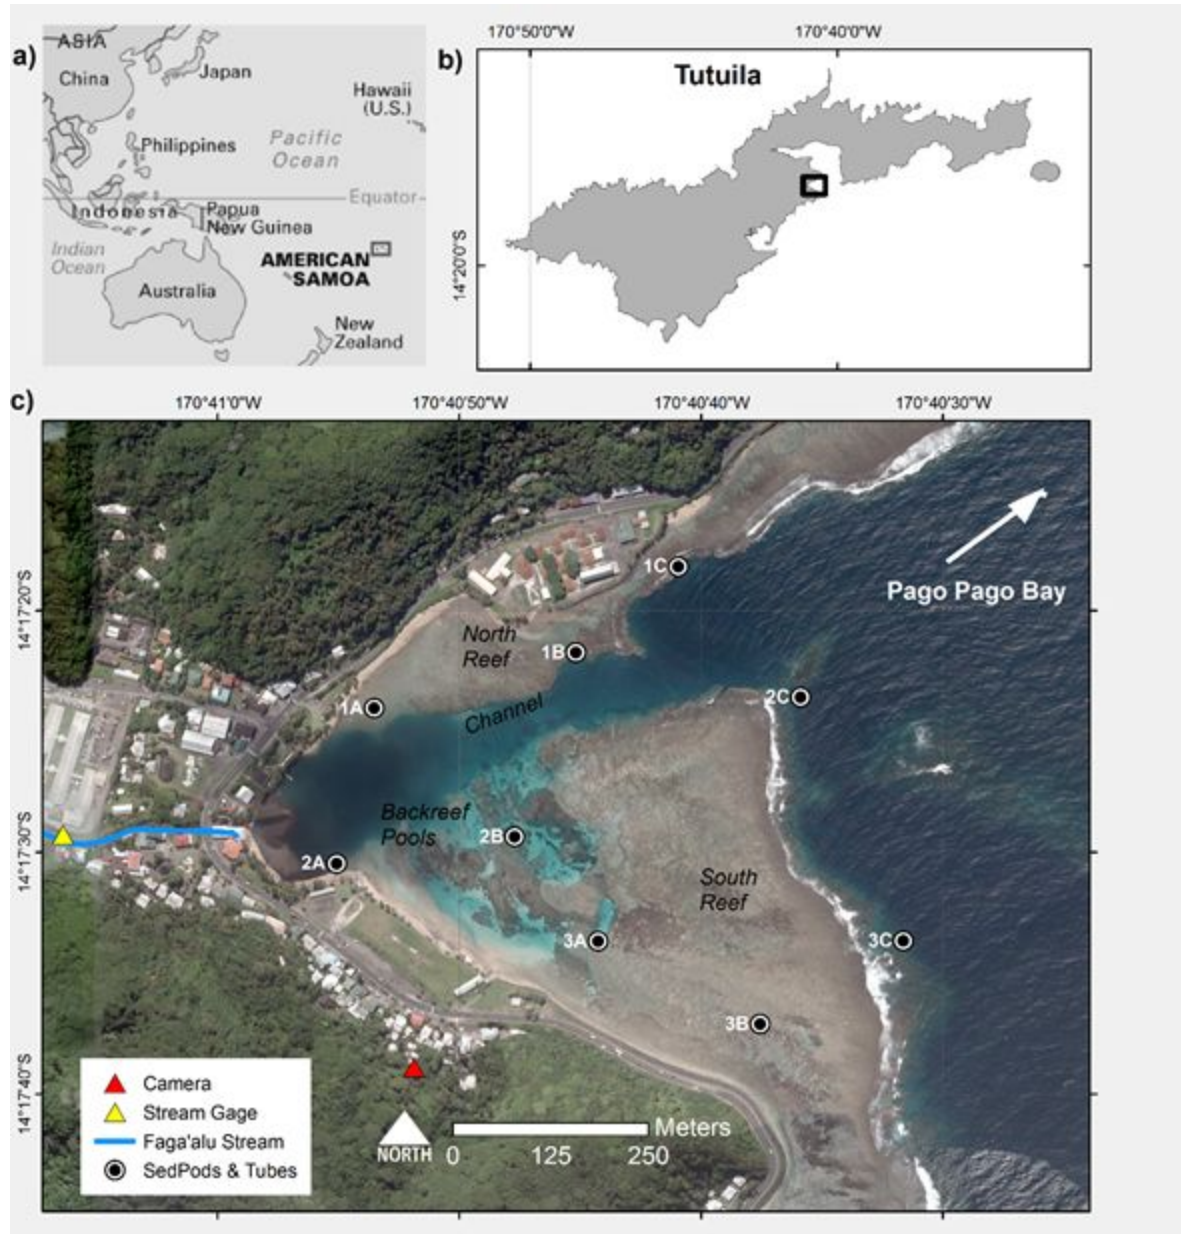 a)
ASIA
China
Japan
Hawaii
(U.S.)
Philippines
Pacific
Ocean
Equator
Indonesia
Papua
New Guinea
Indian
Ocean
AMERICAN
SAMOA
Australia
New
Zealand
b)
170°50'0"W
170°40'0"W
Tutuila
14°20'0"S
c)
170°41'0"W
170°40'50"W
170°40'40"W
170°40'30"W
14°17'20"S
14°17'30"S
14°17'40"S
Pago Pago Bay
1C
North
Reef
1B
1A
Channel
2C
Backreef
Pools
2B
2A
South
Reef
3A
3C
3B
Camera
Stream Gage
Faga'alu Stream
SedPods & Tubes
NORTH
Meters
0 125 250